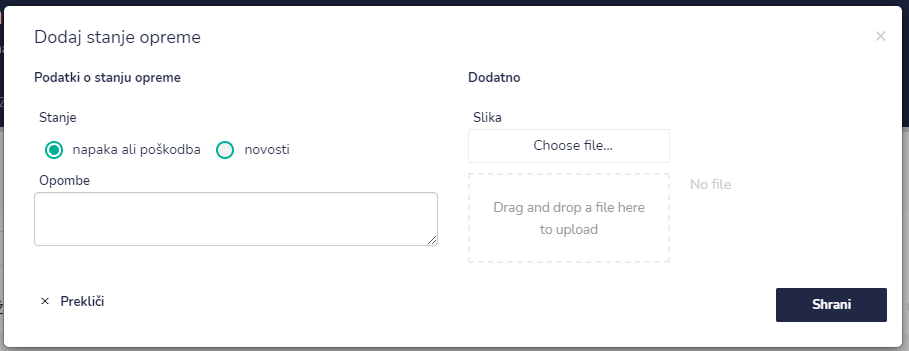 Dodaj stanje opreme
×
Podatki o stanju opreme
Dodatno
Stanje
Slika
napaka ali poškodba
novosti
Choose file...
Opombe
No file
Drag and drop a file here
to upload
× Prekliči
Shrani